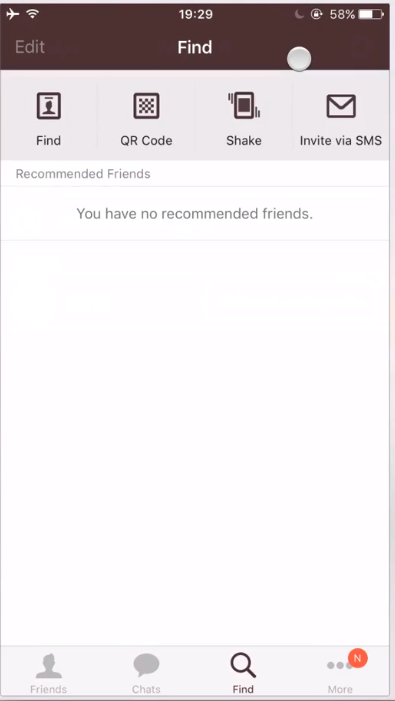 19:29
58%
Edit
Find
Find
QR Code
Shake
Invite via SMS
Recommended Friends
You have no recommended friends.
N
Friends
Chats
Find
More